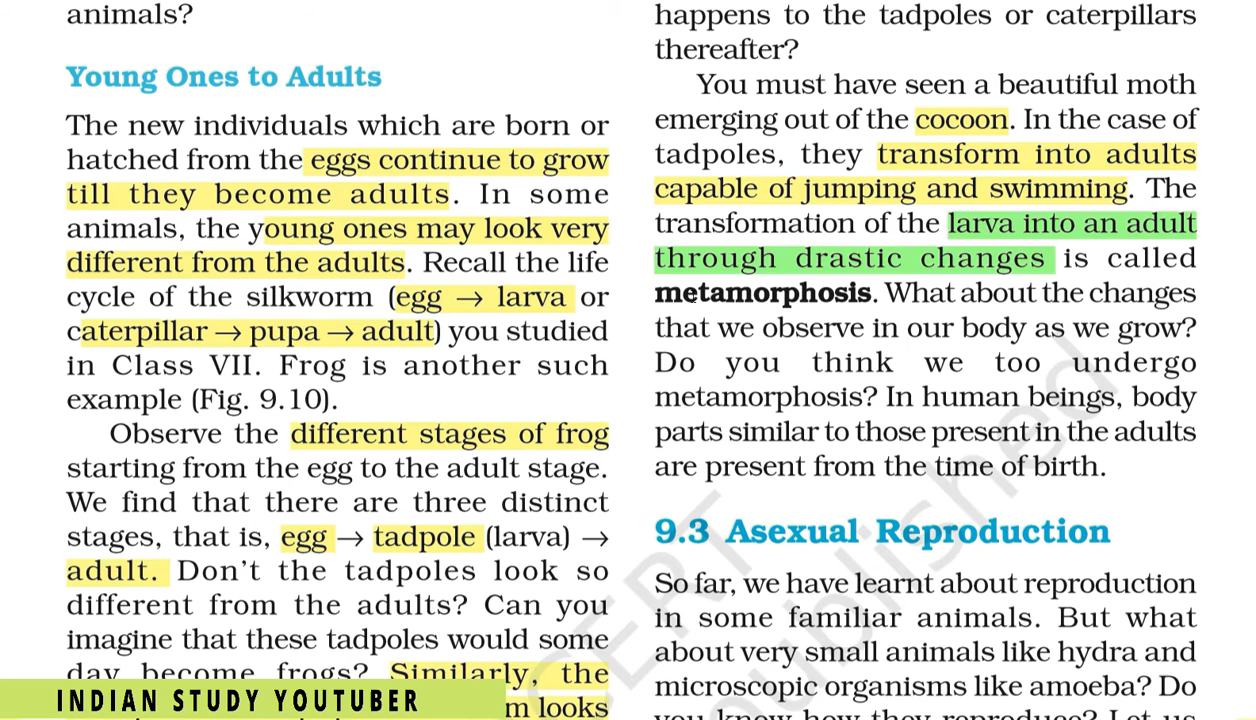 animals?
Young Ones to Adults
The new individuals which are born or
hatched from the eggs continue to grow
till they become adults. In some
animals, the young ones may look very
different from the adults. Recall the life
cycle of the silkworm (egg → larva or
caterpillar → pupa → adult) you studied
in Class VII. Frog is another such
example (Fig. 9.10).
Observe the different stages of frog
starting from the egg to the adult stage.
We find that there are three distinct
stages, that is, egg → tadpole (larva) →
adult. Don't the tadpoles look so
different from the adults? Can you
imagine that these tadpoles would some
day become frogs? Similarly, the
m looks
happens to the tadpoles or caterpillars
thereafter?
You must have seen a beautiful moth
emerging out of the cocoon. In the case of
tadpoles, they transform into adults
capable of jumping and swimming. The
transformation of the larva into an adult
through drastic changes is called
metamorphosis. What about the changes
that we observe in our body as we grow?
Do you think we too undergo
metamorphosis? In human beings, body
parts similar to those present in the adults
are present from the time of birth.
9.3 Asexual Reproduction
So far, we have learnt about reproduction
in some familiar animals. But what
about very small animals like hydra and
microscopic organisms like amoeba? Do
you know how they reproduce? Let us
INDIAN STUDY YOUTUBER